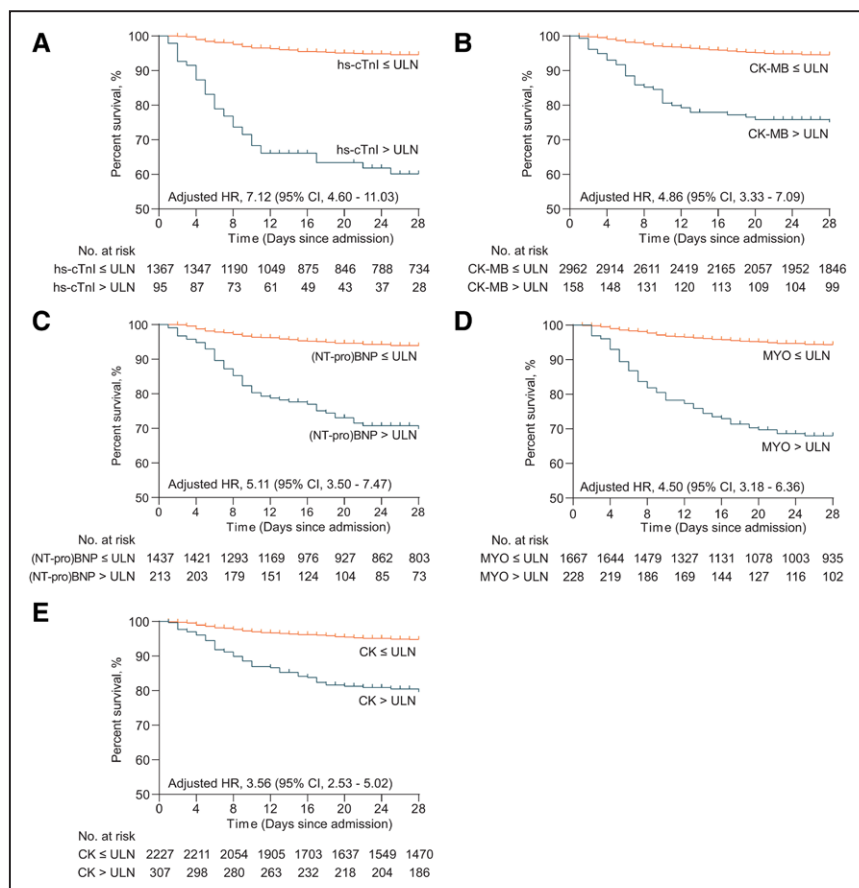 A
Percent survival, %
100
90
80
70
60
50
hs-cTnI ≤ ULN
hs-cTnI > ULN
Adjusted HR, 7.12 (95% CI, 4.60 - 11.03)
0 4 8 12 16 20 24 28
Time (Days since admission)
No. at risk
hs-cTnI ≤ ULN 1367 1347 1190 1049 875 846 788 734
hs-cTnI > ULN 95 87 73 61 49 43 37 28
B
Percent survival, %
100
90
80
70
60
50
CK-MB ≤ ULN
CK-MB > ULN
Adjusted HR, 4.86 (95% CI, 3.33 - 7.09)
0 4 8 12 16 20 24 28
Time (Days since admission)
No. at risk
CK-MB ≤ ULN 2962 2914 2611 2419 2165 2057 1952 1846
CK-MB > ULN 158 148 131 120 113 109 104 99
C
Percent survival, %
100
90
80
70
60
50
(NT-pro)BNP ≤ ULN
(NT-pro)BNP > ULN
Adjusted HR, 5.11 (95% CI, 3.50 - 7.47)
0 4 8 12 16 20 24 28
Time (Days since admission)
No. at risk
(NT-pro)BNP ≤ ULN 1437 1421 1293 1169 976 927 862 803
(NT-pro)BNP > ULN 213 203 179 151 124 104 85 73
D
Percent survival, %
100
90
80
70
60
50
MYO ≤ ULN
MYO > ULN
Adjusted HR, 4.50 (95% CI, 3.18 - 6.36)
0 4 8 12 16 20 24 28
Time (Days since admission)
No. at risk
MYO ≤ ULN 1667 1644 1479 1327 1131 1078 1003 935
MYO > ULN 228 219 186 169 144 127 116 102
E
Percent survival, %
100
90
80
70
60
50
CK ≤ ULN
CK > ULN
Adjusted HR, 3.56 (95% CI, 2.53 - 5.02)
0 4 8 12 16 20 24 28
Time (Days since admission)
No. at risk
CK ≤ ULN 2227 2211 2054 1905 1703 1637 1549 1470
CK > ULN 307 298 280 263 232 218 204 186